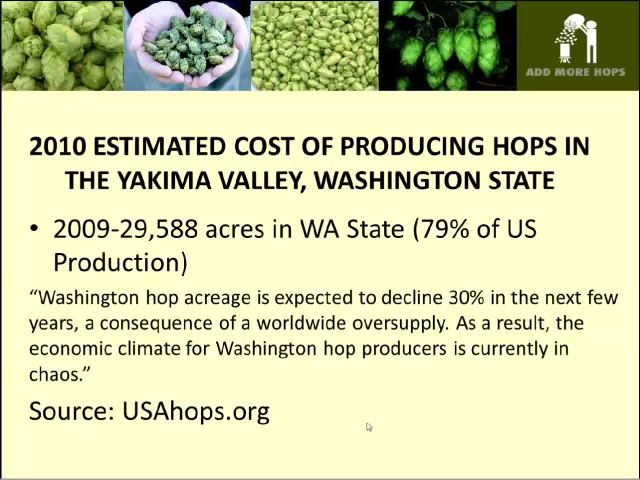 ADD MORE HOPS
2010 ESTIMATED COST OF PRODUCING HOPS IN
THE YAKIMA VALLEY, WASHINGTON STATE
• 2009-29,588 acres in WA State (79% of US
Production)
“Washington hop acreage is expected to decline 30% in the next few
years, a consequence of a worldwide oversupply. As a result, the
economic climate for Washington hop producers is currently in
chaos.”
Source: USAhops.org